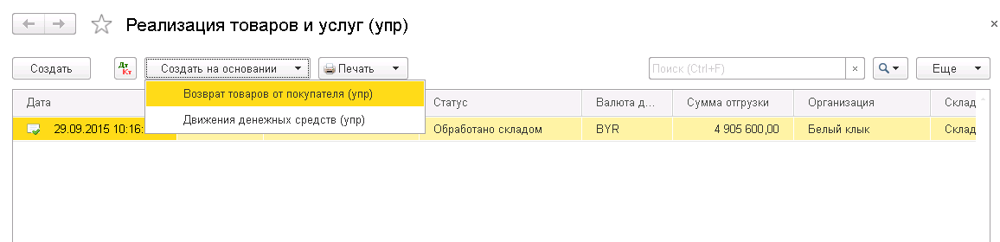 Реализация товаров и услуг (упр)
Создать Дт Кт Создать на основании Печать Поиск (Ctrl+F) × Еще
Возврат товаров от покупателя (упр)
Движения денежных средств (упр)
Дата Статус Валюта д... Сумма отгрузки Организация Склад
29.09.2015 10:16: Обработано складом BYR 4 905 600,00 Белый клык Склад